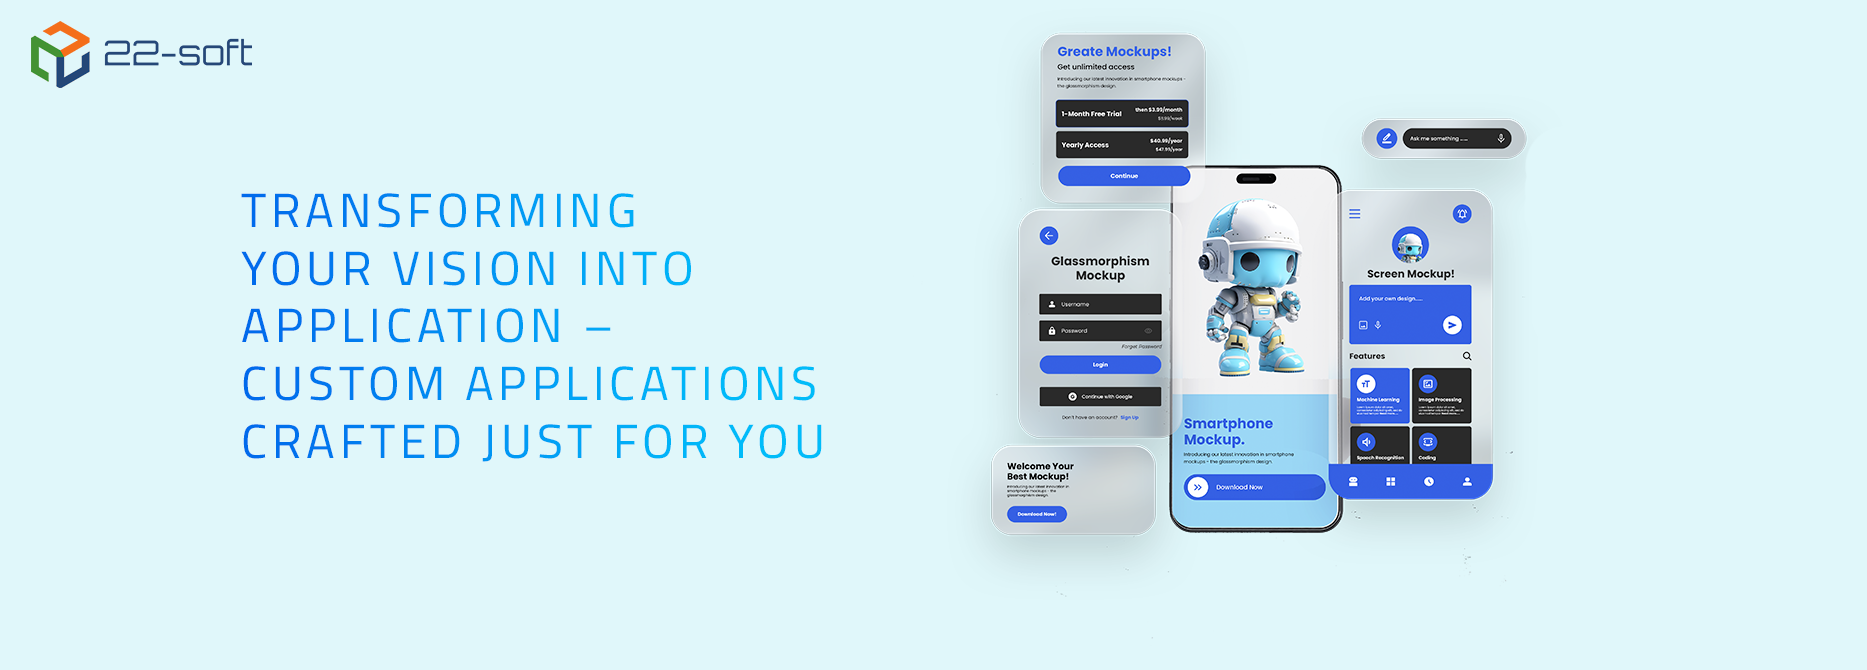 22-soft
TRANSFORMING
YOUR VISION INTO
APPLICATION –
CUSTOM APPLICATIONS
CRAFTED JUST FOR YOU
Greate Mockups!
Get unlimited access
Introducing our latest innovation in smartphone mockups -
the glassmorphism design.
1-Month Free Trial
then $3.99/month
Yearly Access
$40.99/year
$47.99/year
Continue
Glassmorphism
Mockup
Username
Password
Forget Password
Login
Continue with Google
Don't have an account? Sign Up
Welcome Your
Best Mockup!
Introducing our latest innovation in
smartphone mockups - the
glassmorphism design
Download Now!
Smartphone
Mockup.
Introducing our latest innovation in smartphone
mockups - the glassmorphism design.
Download Now
Ask me something ......
Screen Mockup!
Add your own design......
Features
Machine Learning
Image Processing
Speech Recognition
Coding